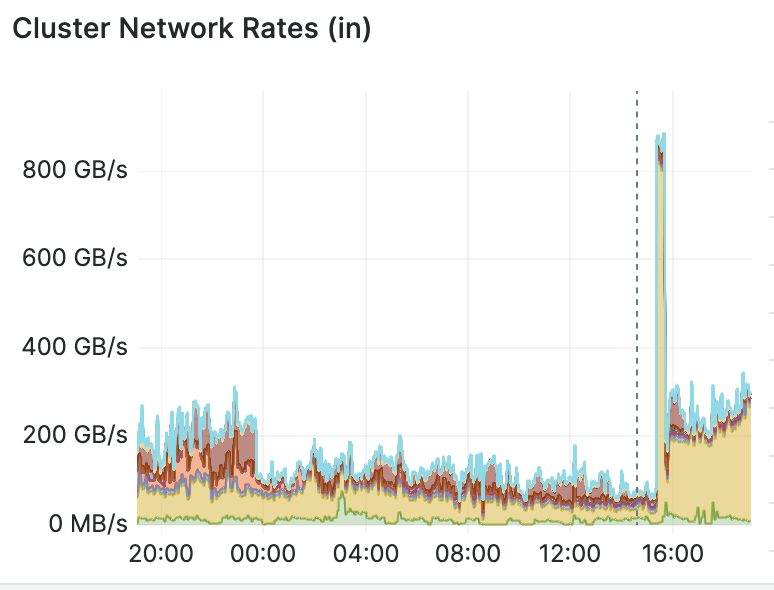 Cluster Network Rates (in)
800 GB/s
600 GB/s
400 GB/s
200 GB/s
0 MB/s
20:00 00:00 04:00 08:00 12:00 16:00